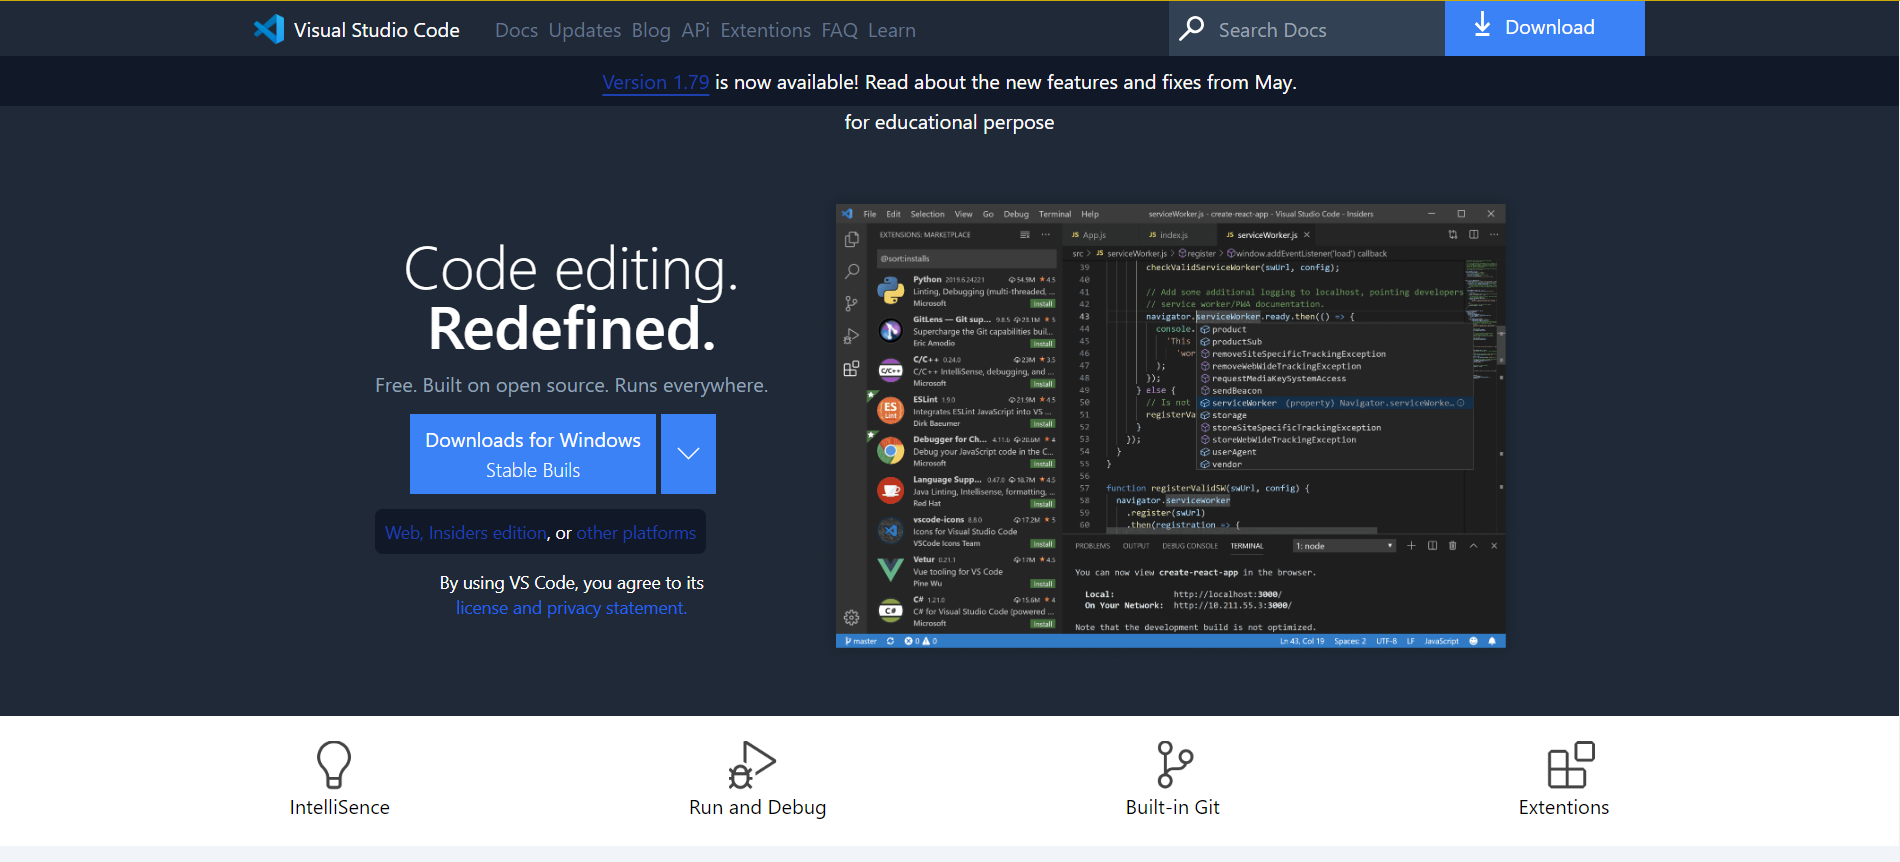 Visual Studio Code Docs Updates Blog APi Extentions FAQ Learn Search Docs Download
Version 1.79 is now available! Read about the new features and fixes from May.
for educational perpose
Code editing.
Redefined.
Free. Built on open source. Runs everywhere.
Downloads for Windows
Stable Buils
Web, Insiders edition, or other platforms
By using VS Code, you agree to its
license and privacy statement.
File Edit Selection View Go Debug Terminal Help serviceWorker.js - create-react-app - Visual Studio Code - Insiders
EXTENSIONS: MARKETPLACE
@sort:installs
Python 2019.6.24221 54.9M ★ 4.5
Linting, Debugging (multi-threaded, ...
Microsoft Install
GitLens — Git sup... 9.8.5 23.1M ★ 5
Supercharge the Git capabilities buil...
Eric Amodio Install
C/C++ 0.24.0 23M ★ 3.5
C/C++ IntelliSense, debugging, and ...
Microsoft Install
ESLint 1.9.0 21.9M ★ 4.5
Integrates ESLint JavaScript into VS ...
Dirk Baeumer Install
Debugger for Ch... 4.11.6 20.6M ★ 4
Debug your JavaScript code in the C...
Microsoft Install
Language Supp... 0.47.0 18.7M ★ 4.5
Java Linting, Intellisense, formatting, ...
Red Hat Install
vscode-icons 8.8.0 17.2M ★ 5
Icons for Visual Studio Code
VSCode Icons Team Install
Vetur 0.21.1 17M ★ 4.5
Vue tooling for VS Code
Pine Wu Install
C# 1.21.0 15.6M ★ 4
C# for Visual Studio Code (powered ...
Microsoft Install
JS App.js JS index.js JS serviceWorker.js
src > JS serviceWorker.js > register > window.addEventListener('load') callback
39 checkValidServiceWorker(swUrl, config);
40
41 // Add some additional logging to localhost, pointing developers
42 // service worker/PWA documentation.
43 navigator.serviceWorker.ready.then(() => {
44 console.
45 'This
46 'wor
47 );
48 });
49 } else {
50 // Is not
51 registerVa
52 }
53 });
54 }
55 }
56
57 function registerValidSW(swUrl, config) {
58 navigator.serviceWorker
59 .register(swUrl)
60 .then(registration => {
product
productSub
removeSiteSpecificTrackingException
removeWebWideTrackingException
requestMediaKeySystemAccess
sendBeacon
serviceWorker (property) Navigator.serviceWorke...
storage
storeSiteSpecificTrackingException
storeWebWideTrackingException
userAgent
vendor
PROBLEMS OUTPUT DEBUG CONSOLE TERMINAL 1: node
You can now view create-react-app in the browser.
Local: http://localhost:3000/
On Your Network: http://10.211.55.3:3000/
Note that the development build is not optimized.
master 0 0 Ln 43, Col 19 Spaces: 2 UTF-8 LF JavaScript
IntelliSence
Run and Debug
Built-in Git
Extentions